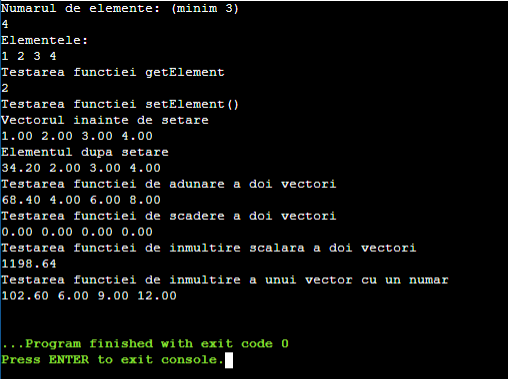 Numarul de elemente: (minim 3)
4
Elementele:
1 2 3 4
Testarea functiei getElement
2
Testarea functiei setElement()
Vectorul inainte de setare
1.00 2.00 3.00 4.00
Elementul dupa setare
34.20 2.00 3.00 4.00
Testarea functiei de adunare a doi vectori
68.40 4.00 6.00 8.00
Testarea functiei de scadere a doi vectori
0.00 0.00 0.00 0.00
Testarea functiei de inmultire scalara a doi vectori
1198.64
Testarea functiei de inmultire a unui vector cu un numar
102.60 6.00 9.00 12.00
...Program finished with exit code 0
Press ENTER to exit console.